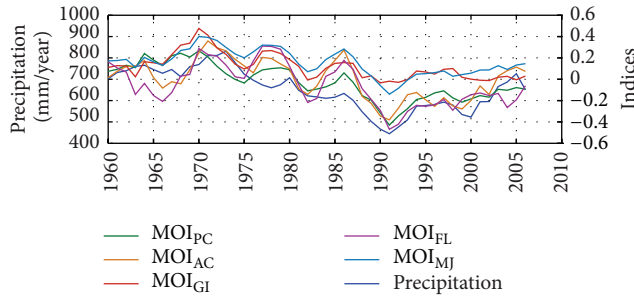 Precipitation
(mm/year)
1000
900
800
700
600
500
400
0.6
0.4
0.2
0
−0.2
−0.4
−0.6
Indices
1960
1965
1970
1975
1980
1985
1990
1995
2000
2005
2010
MOIPC
MOIAC
MOIGI
MOIFL
MOIMJ
Precipitation